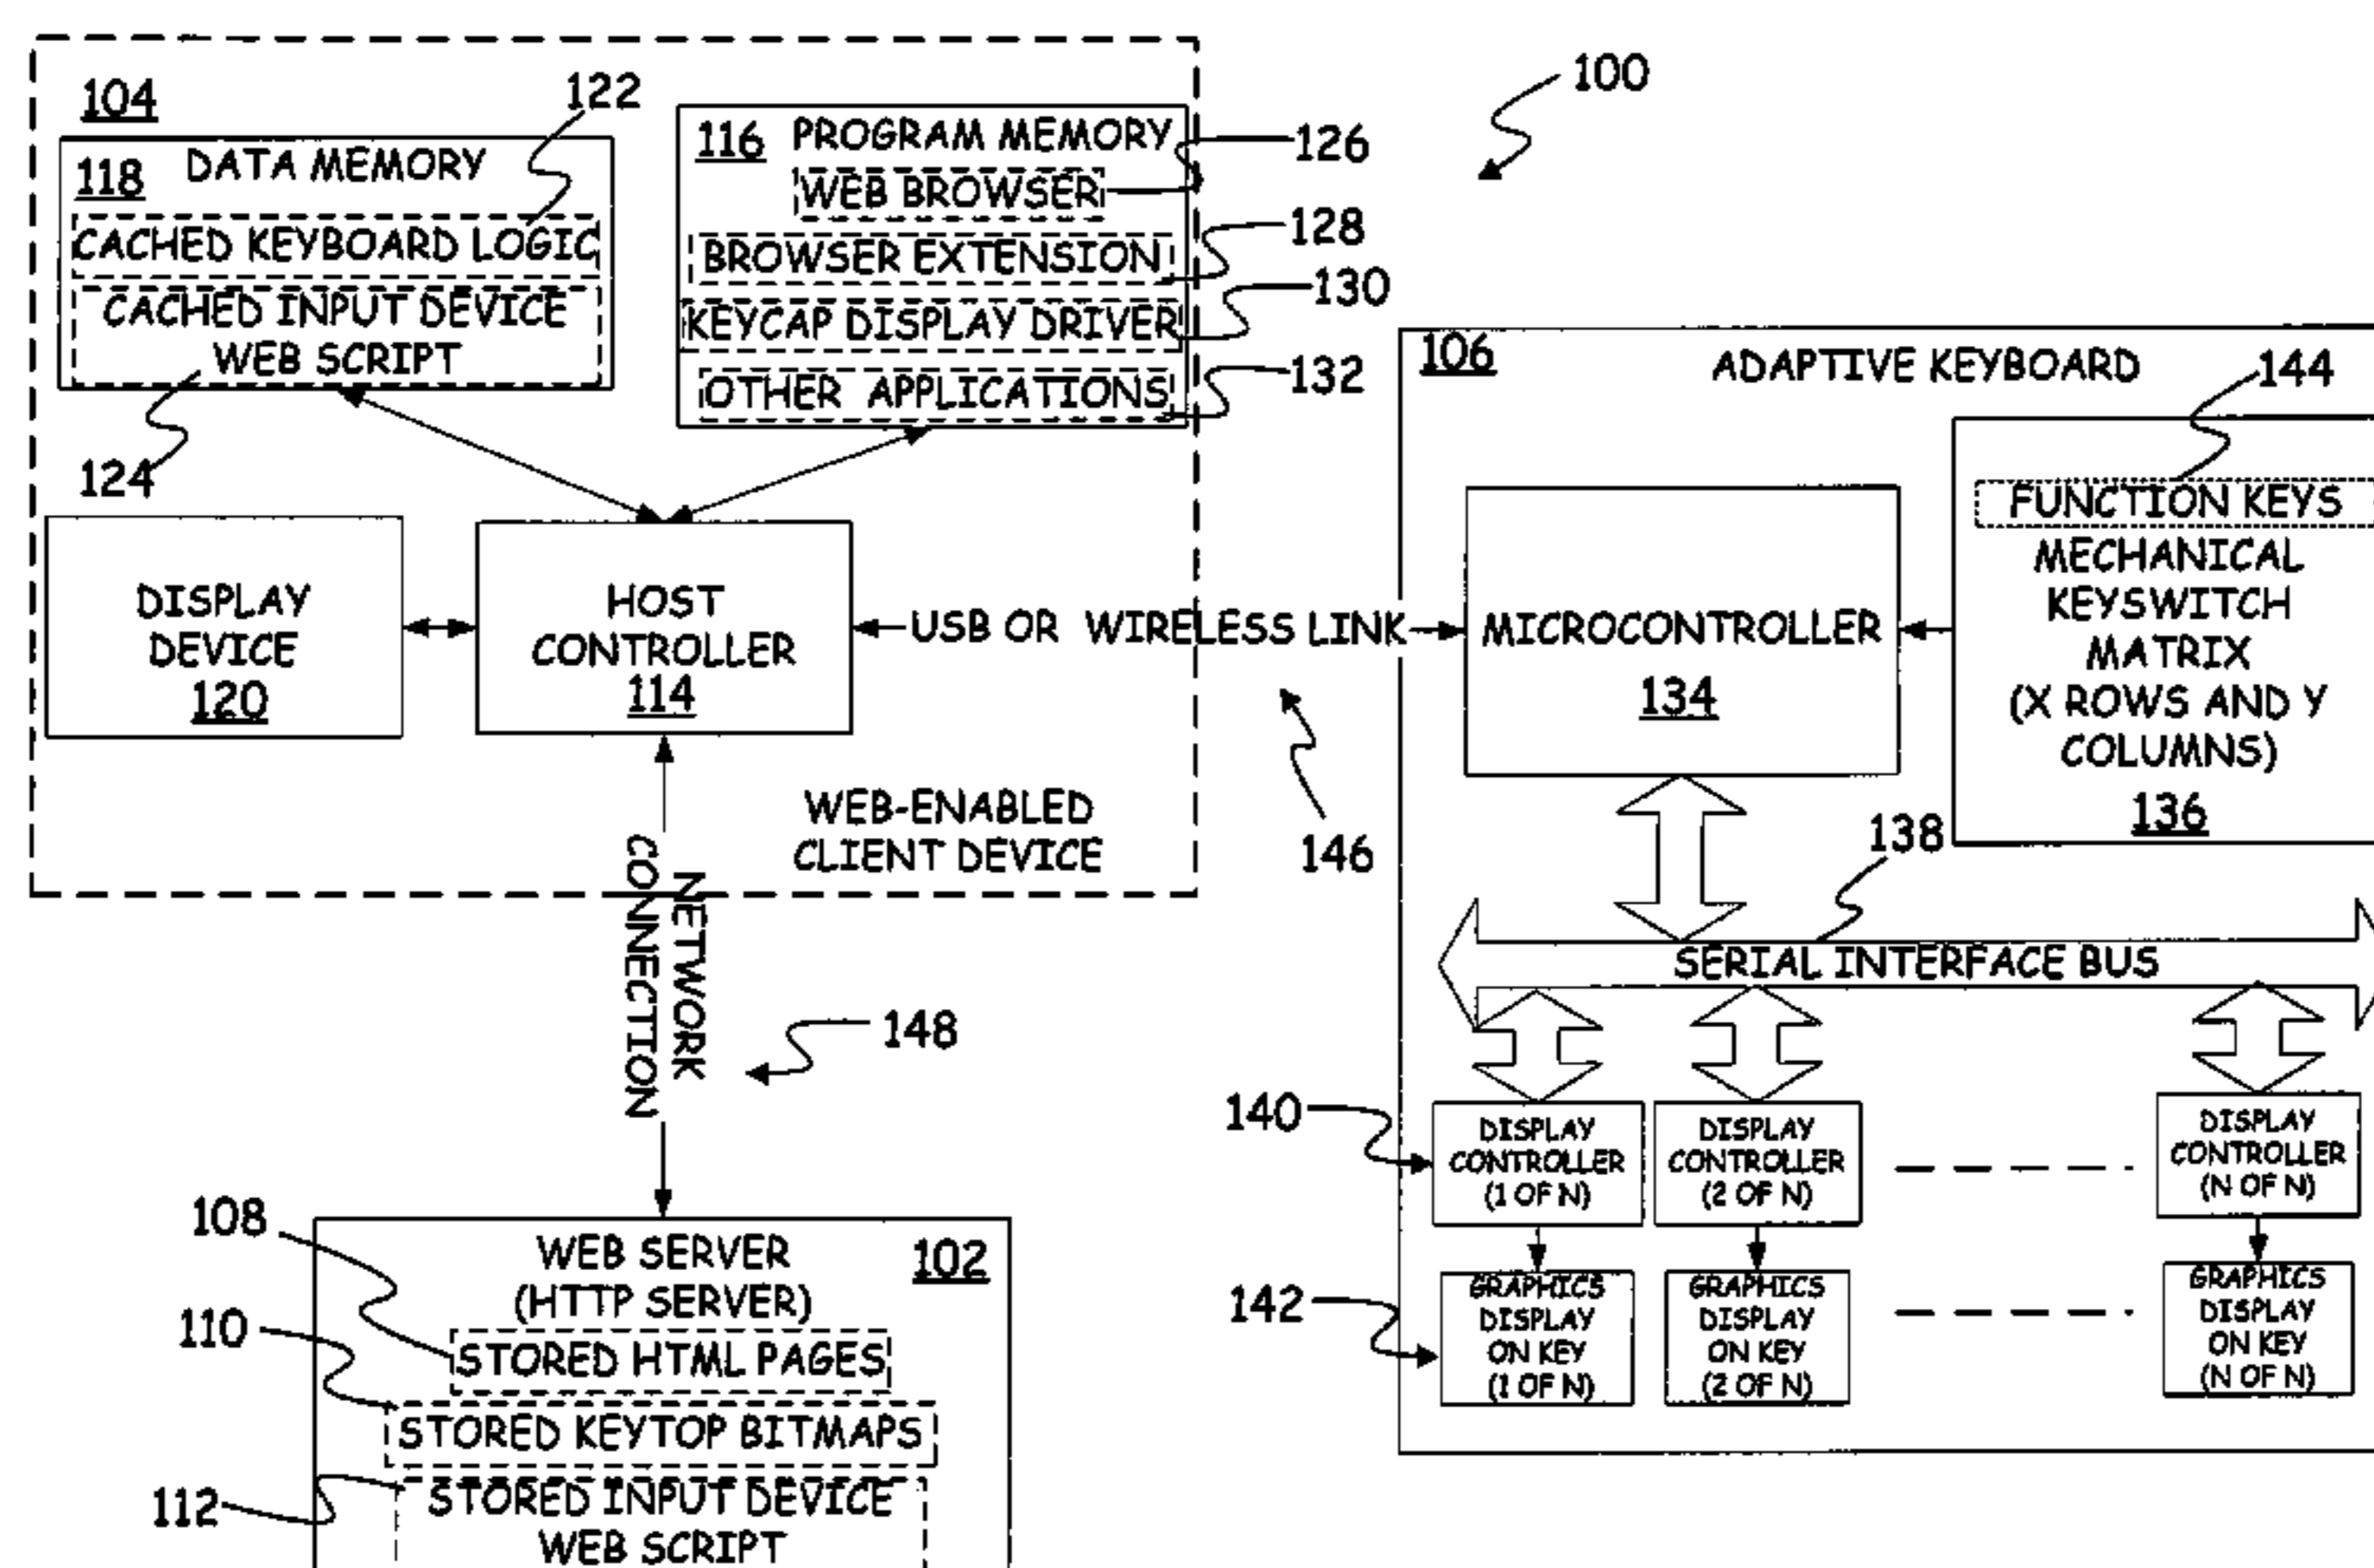 100
104
122
118 DATA MEMORY
CACHED KEYBOARD LOGIC
CACHED INPUT DEVICE
WEB SCRIPT
124
116 PROGRAM MEMORY
126
WEB BROWSER
128
BROWSER EXTENSION
130
KEYCAP DISPLAY DRIVER
132
OTHER APPLICATIONS
DISPLAY
DEVICE
120
HOST
CONTROLLER
114
USB OR WIRELESS LINK
146
WEB-ENABLED
CLIENT DEVICE
NETWORK
CONNECTION
148
106 ADAPTIVE KEYBOARD
144
MICROCONTROLLER
134
FUNCTION KEYS
MECHANICAL
KEYSWITCH
MATRIX
(X ROWS AND Y
COLUMNS)
136
138
SERIAL INTERFACE BUS
140
DISPLAY
CONTROLLER
(1 OF N)
DISPLAY
CONTROLLER
(2 OF N)
DISPLAY
CONTROLLER
(N OF N)
142
GRAPHICS
DISPLAY
ON KEY
(1 OF N)
GRAPHICS
DISPLAY
ON KEY
(2 OF N)
GRAPHICS
DISPLAY
ON KEY
(N OF N)
WEB SERVER 102
(HTTP SERVER)
108
STORED HTML PAGES
110
STORED KEYTOP BITMAPS
112
STORED INPUT DEVICE
WEB SCRIPT